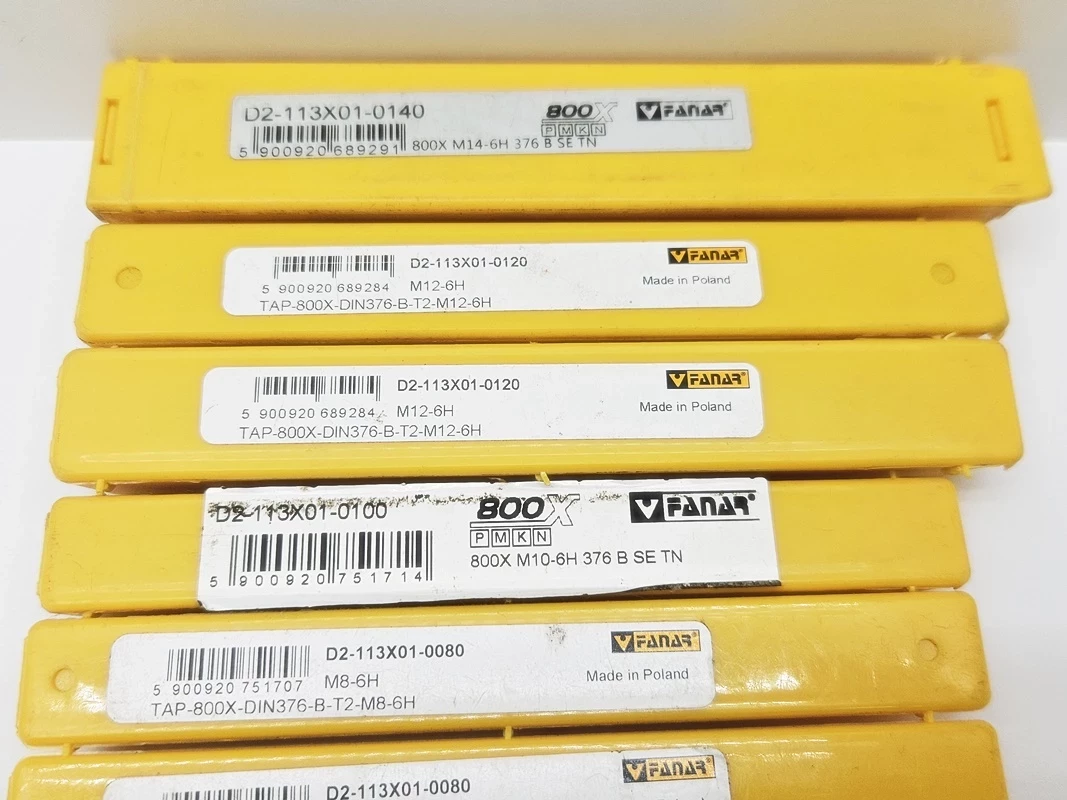 D2-113X01-0140
800X
FANAR
PMKN
5 900920 689291
800X M14-6H 376 B SE TN
D2-113X01-0120
FANAR
5 900920 689284
M12-6H
Made in Poland
TAP-800X-DIN376-B-T2-M12-6H
D2-113X01-0120
FANAR
5 900920 689284
M12-6H
Made in Poland
TAP-800X-DIN376-B-T2-M12-6H
D2-113X01-0100
800X
FANAR
PMKN
800X M10-6H 376 B SE TN
5 900920 751714
D2-113X01-0080
FANAR
5 900920 751707
M8-6H
Made in Poland
TAP-800X-DIN376-B-T2-M8-6H
D2-113X01-0080
FANAR